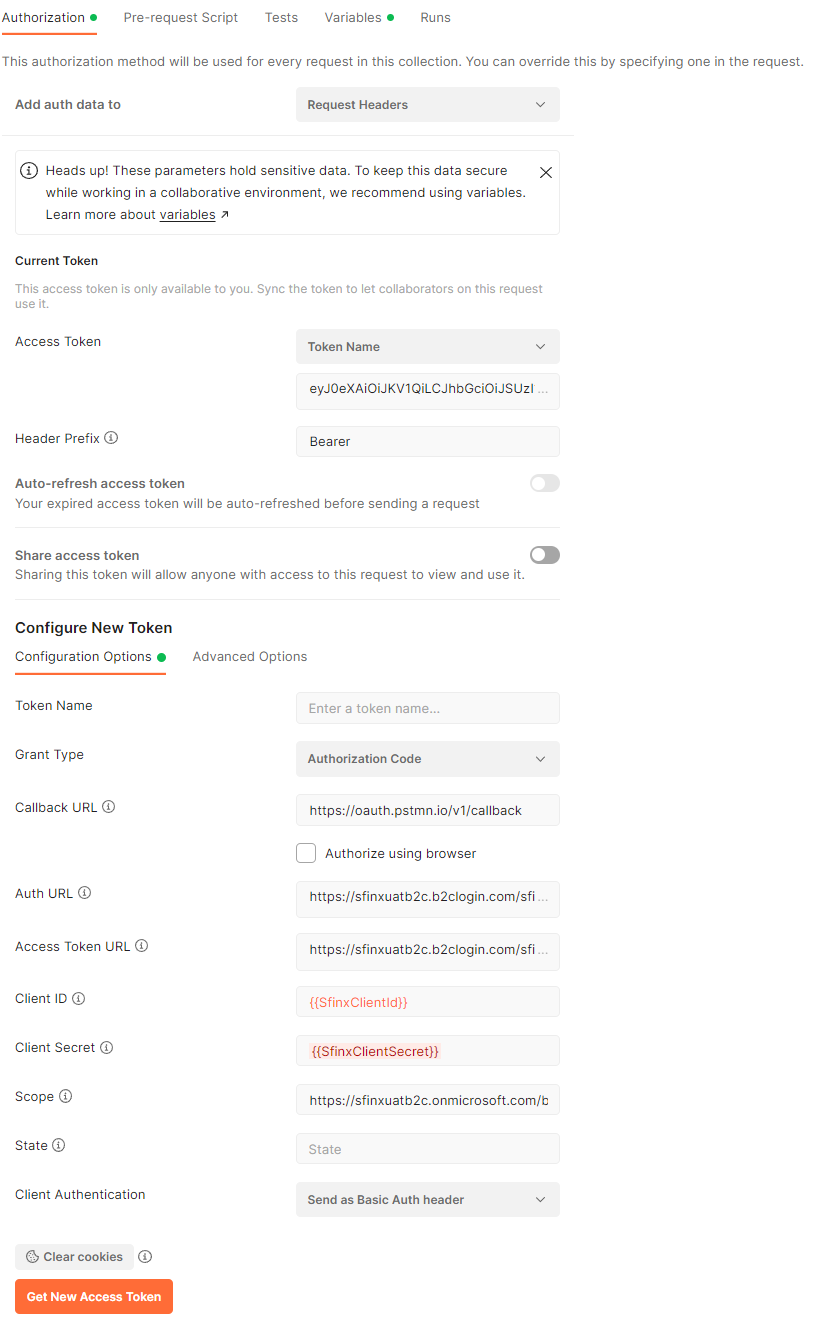 Authorization Pre-request Script Tests Variables Runs
This authorization method will be used for every request in this collection. You can override this by specifying one in the request.
Add auth data to Request Headers
Heads up! These parameters hold sensitive data. To keep this data secure
while working in a collaborative environment, we recommend using variables.
Learn more about variables ↗
Current Token
This access token is only available to you. Sync the token to let collaborators on this request
use it.
Access Token Token Name
eyJ0eXAiOiJKV1QiLCJhbGciOiJSUzI ...
Header Prefix Bearer
Auto-refresh access token
Your expired access token will be auto-refreshed before sending a request
Share access token
Sharing this token will allow anyone with access to this request to view and use it.
Configure New Token
Configuration Options Advanced Options
Token Name Enter a token name...
Grant Type Authorization Code
Callback URL https://oauth.pstmn.io/v1/callback
Authorize using browser
Auth URL https://sfinxuatb2c.b2clogin.com/sfi ...
Access Token URL https://sfinxuatb2c.b2clogin.com/sfi ...
Client ID {{SfinxClientId}}
Client Secret {{SfinxClientSecret}}
Scope https://sfinxuatb2c.onmicrosoft.com/b
State State
Client Authentication Send as Basic Auth header
Clear cookies
Get New Access Token